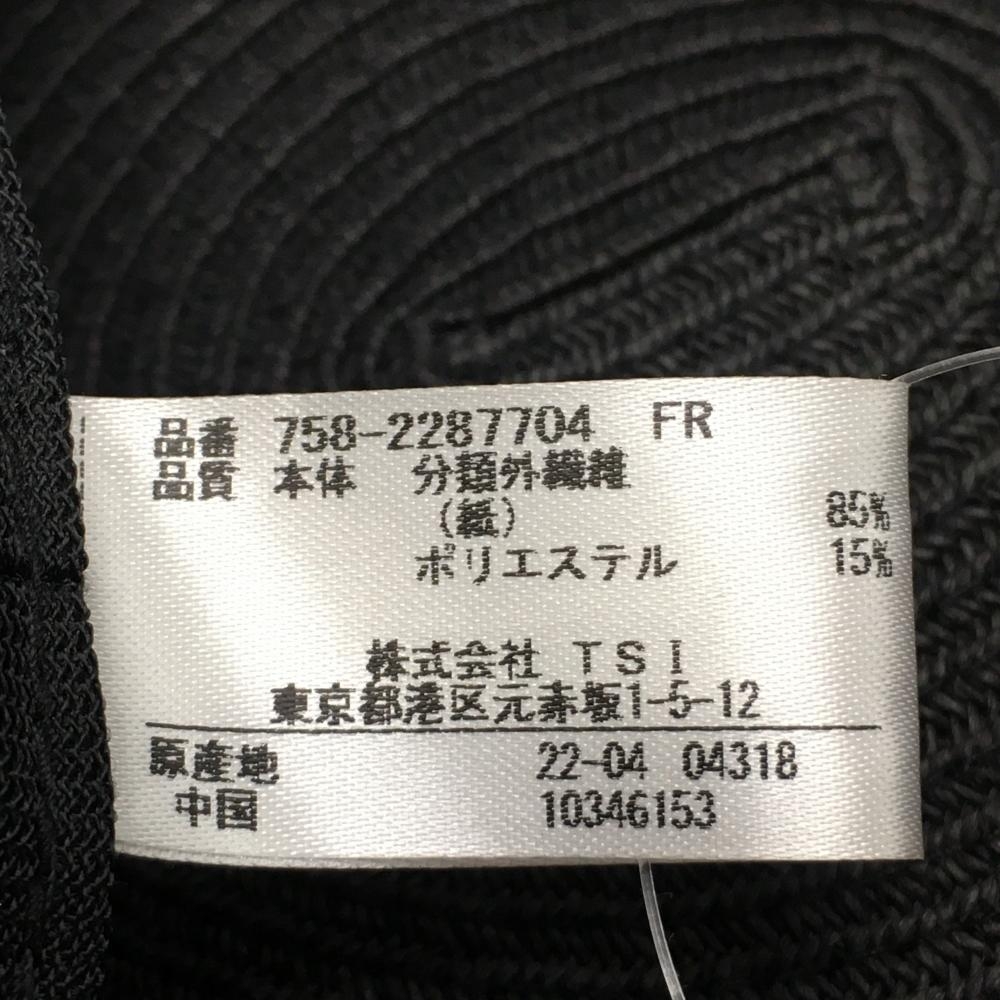 品番 758-2287704 FR
品質 本体 分類外繊維
(紙) 85%
ポリエステル 15%
株式会社 TSI
東京都港区元赤坂1-5-12
原産地 22-04 04318
中国 10346153